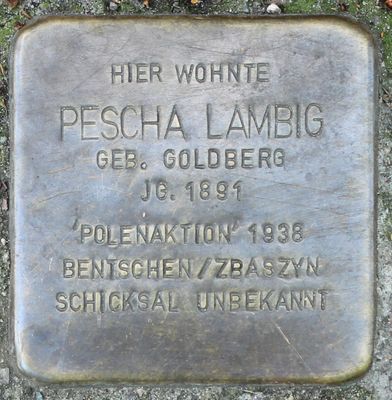 HIER WOHNTE
PESCHA LAMBIG
GEB. GOLDBERG
JG. 1891
'POLENAKTION' 1938
BENTSCHEN/ZBASZYN
SCHICKSAL UNBEKANNT